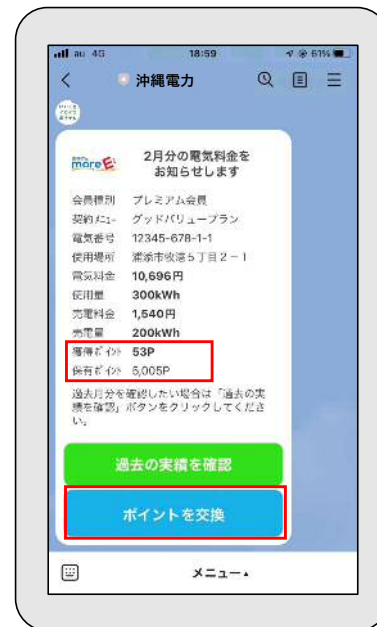 au 4G 18:59 61%
沖縄電力
more E
2月分の電気料金を
お知らせします
会員種別 プレミアム会員
契約メニュー グッドバリュープラン
電気番号 12345-678-1-1
使用場所 浦添市牧港5丁目2-1
電気料金 10,696円
使用量 300kWh
売電料金 1,540円
売電量 200kWh
獲得ポイント 53P
保有ポイント 5,005P
過去月分を確認したい場合は「過去の実
績を確認」ボタンをクリックしてくださ
い。
過去の実績を確認
ポイントを交換
メニュー▲